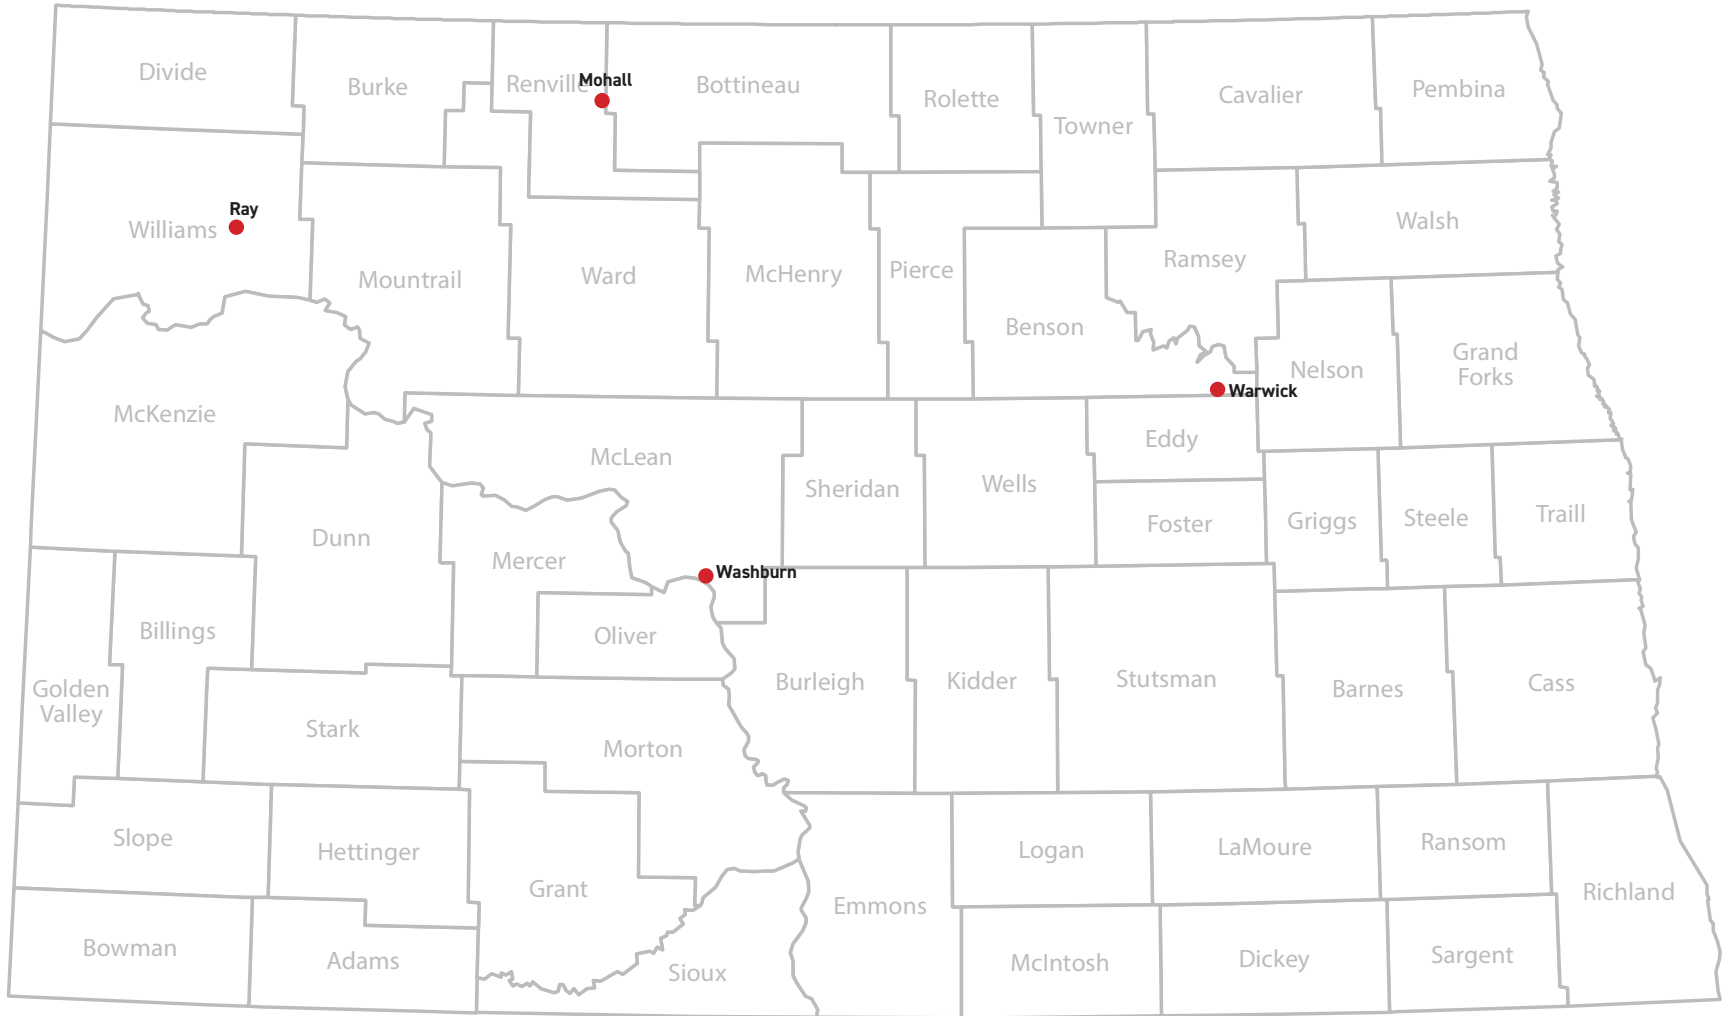 Divide
Burke
Renville
Mohall
Bottineau
Rolette
Towner
Cavalier
Pembina
Williams
Ray
Mountrail
Ward
McHenry
Pierce
Benson
Ramsey
Walsh
McKenzie
McLean
Sheridan
Wells
Eddy
Warwick
Nelson
Grand
Forks
Dunn
Mercer
Washburn
Foster
Griggs
Steele
Traill
Golden
Valley
Billings
Stark
Oliver
Morton
Burleigh
Kidder
Stutsman
Barnes
Cass
Slope
Hettinger
Grant
Emmons
Logan
LaMoure
Ransom
Richland
Bowman
Adams
Sioux
McIntosh
Dickey
Sargent